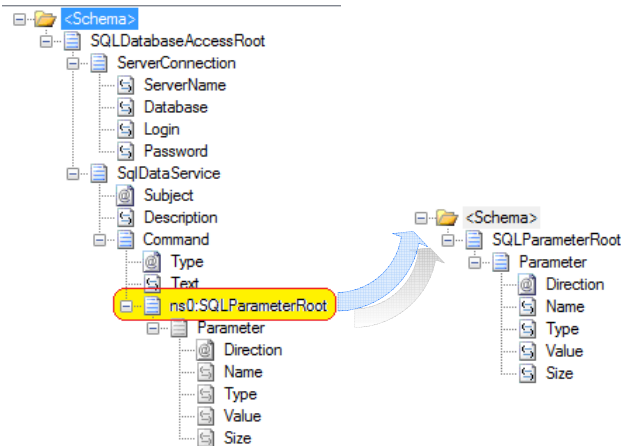 <Schema>
SQLDatabaseAccessRoot
ServerConnection
ServerName
Database
Login
Password
SqlDataService
Subject
Description
Command
Type
Text
ns0:SQLParameterRoot
Parameter
Direction
Name
Type
Value
Size
<Schema>
SQLParameterRoot
Parameter
Direction
Name
Type
Value
Size